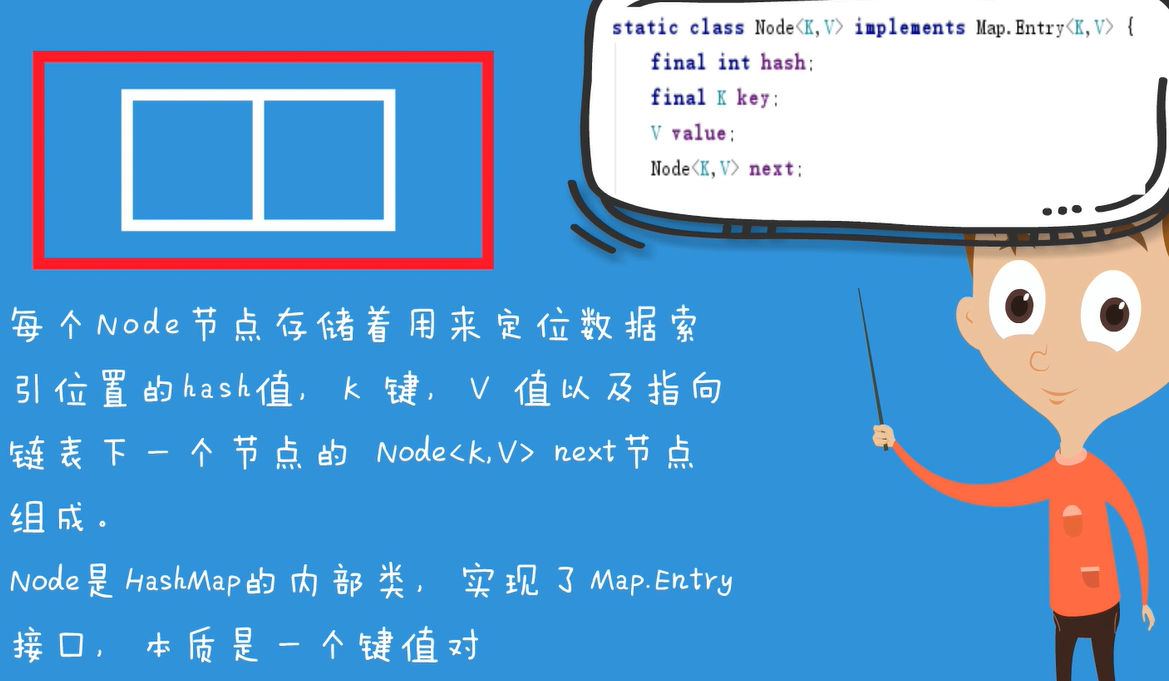 static class Node<K,V> implements Map.Entry<K,V> {
final int hash;
final K key;
V value;
Node<K,V> next;
每个Node节点存储着用来定位数据索
引位置的hash值, k 键, V 值以及指向
链表下一个节点的 Node<k,V> next节点
组成。
Node是HashMap的内部类, 实现了Map.Entry
接口, 本质是一个键值对